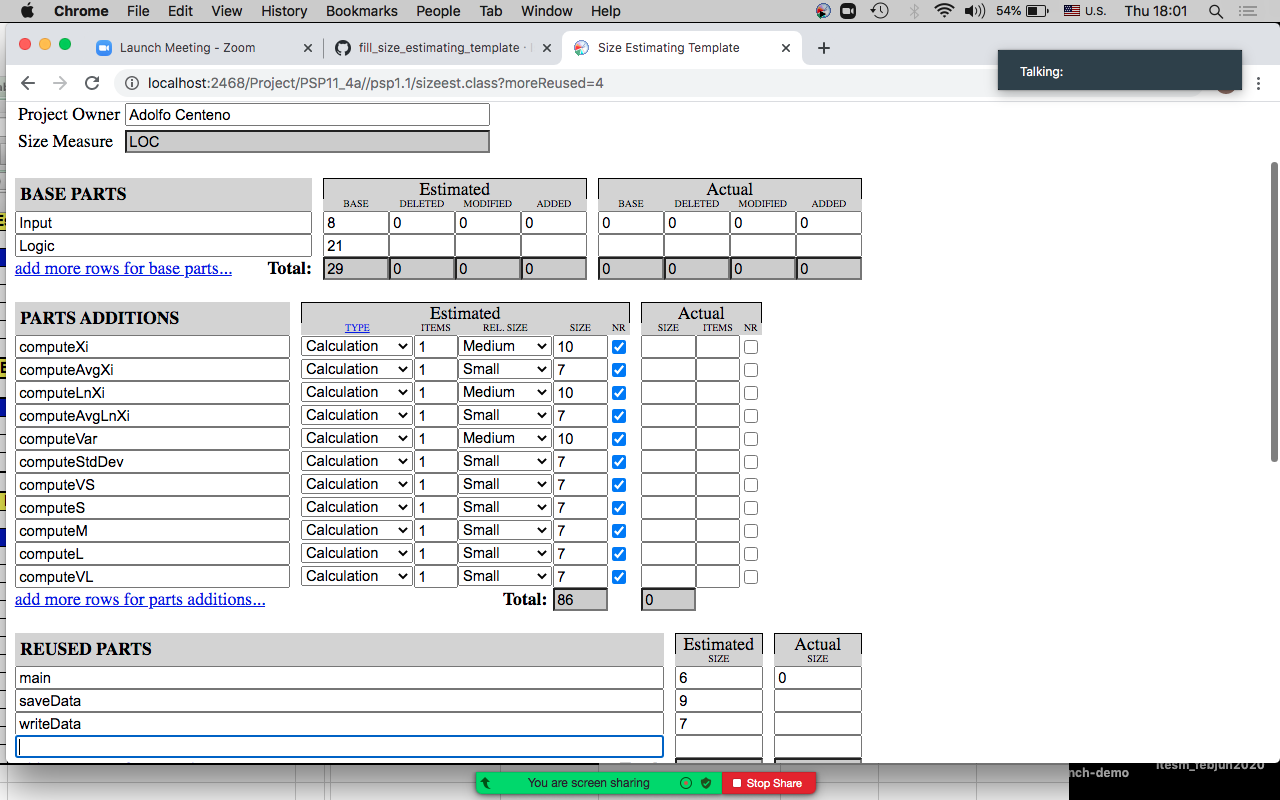 Chrome File Edit View History Bookmarks People Tab Window Help 54% U.S. Thu 18:01
Launch Meeting - Zoom fill_size_estimating_template · Size Estimating Template
localhost:2468/Project/PSP11_4a//psp1.1/sizeest.class?moreReused=4
Talking:
Project Owner Adolfo Centeno
Size Measure LOC
BASE PARTS Estimated Actual
BASE DELETED MODIFIED ADDED BASE DELETED MODIFIED ADDED
Input 8 0 0 0 0 0 0 0
Logic 21
add more rows for base parts... Total: 29 0 0 0 0 0 0 0
PARTS ADDITIONS Estimated Actual
TYPE ITEMS REL. SIZE SIZE NR SIZE ITEMS NR
computeXi Calculation 1 Medium 10
computeAvgXi Calculation 1 Small 7
computeLnXi Calculation 1 Medium 10
computeAvgLnXi Calculation 1 Small 7
computeVar Calculation 1 Medium 10
computeStdDev Calculation 1 Small 7
computeVS Calculation 1 Small 7
computeS Calculation 1 Small 7
computeM Calculation 1 Small 7
computeL Calculation 1 Small 7
computeVL Calculation 1 Small 7
add more rows for parts additions... Total: 86 0
REUSED PARTS Estimated Actual
SIZE SIZE
main 6 0
saveData 9
writeData 7
You are screen sharing Stop Share
nch-demo